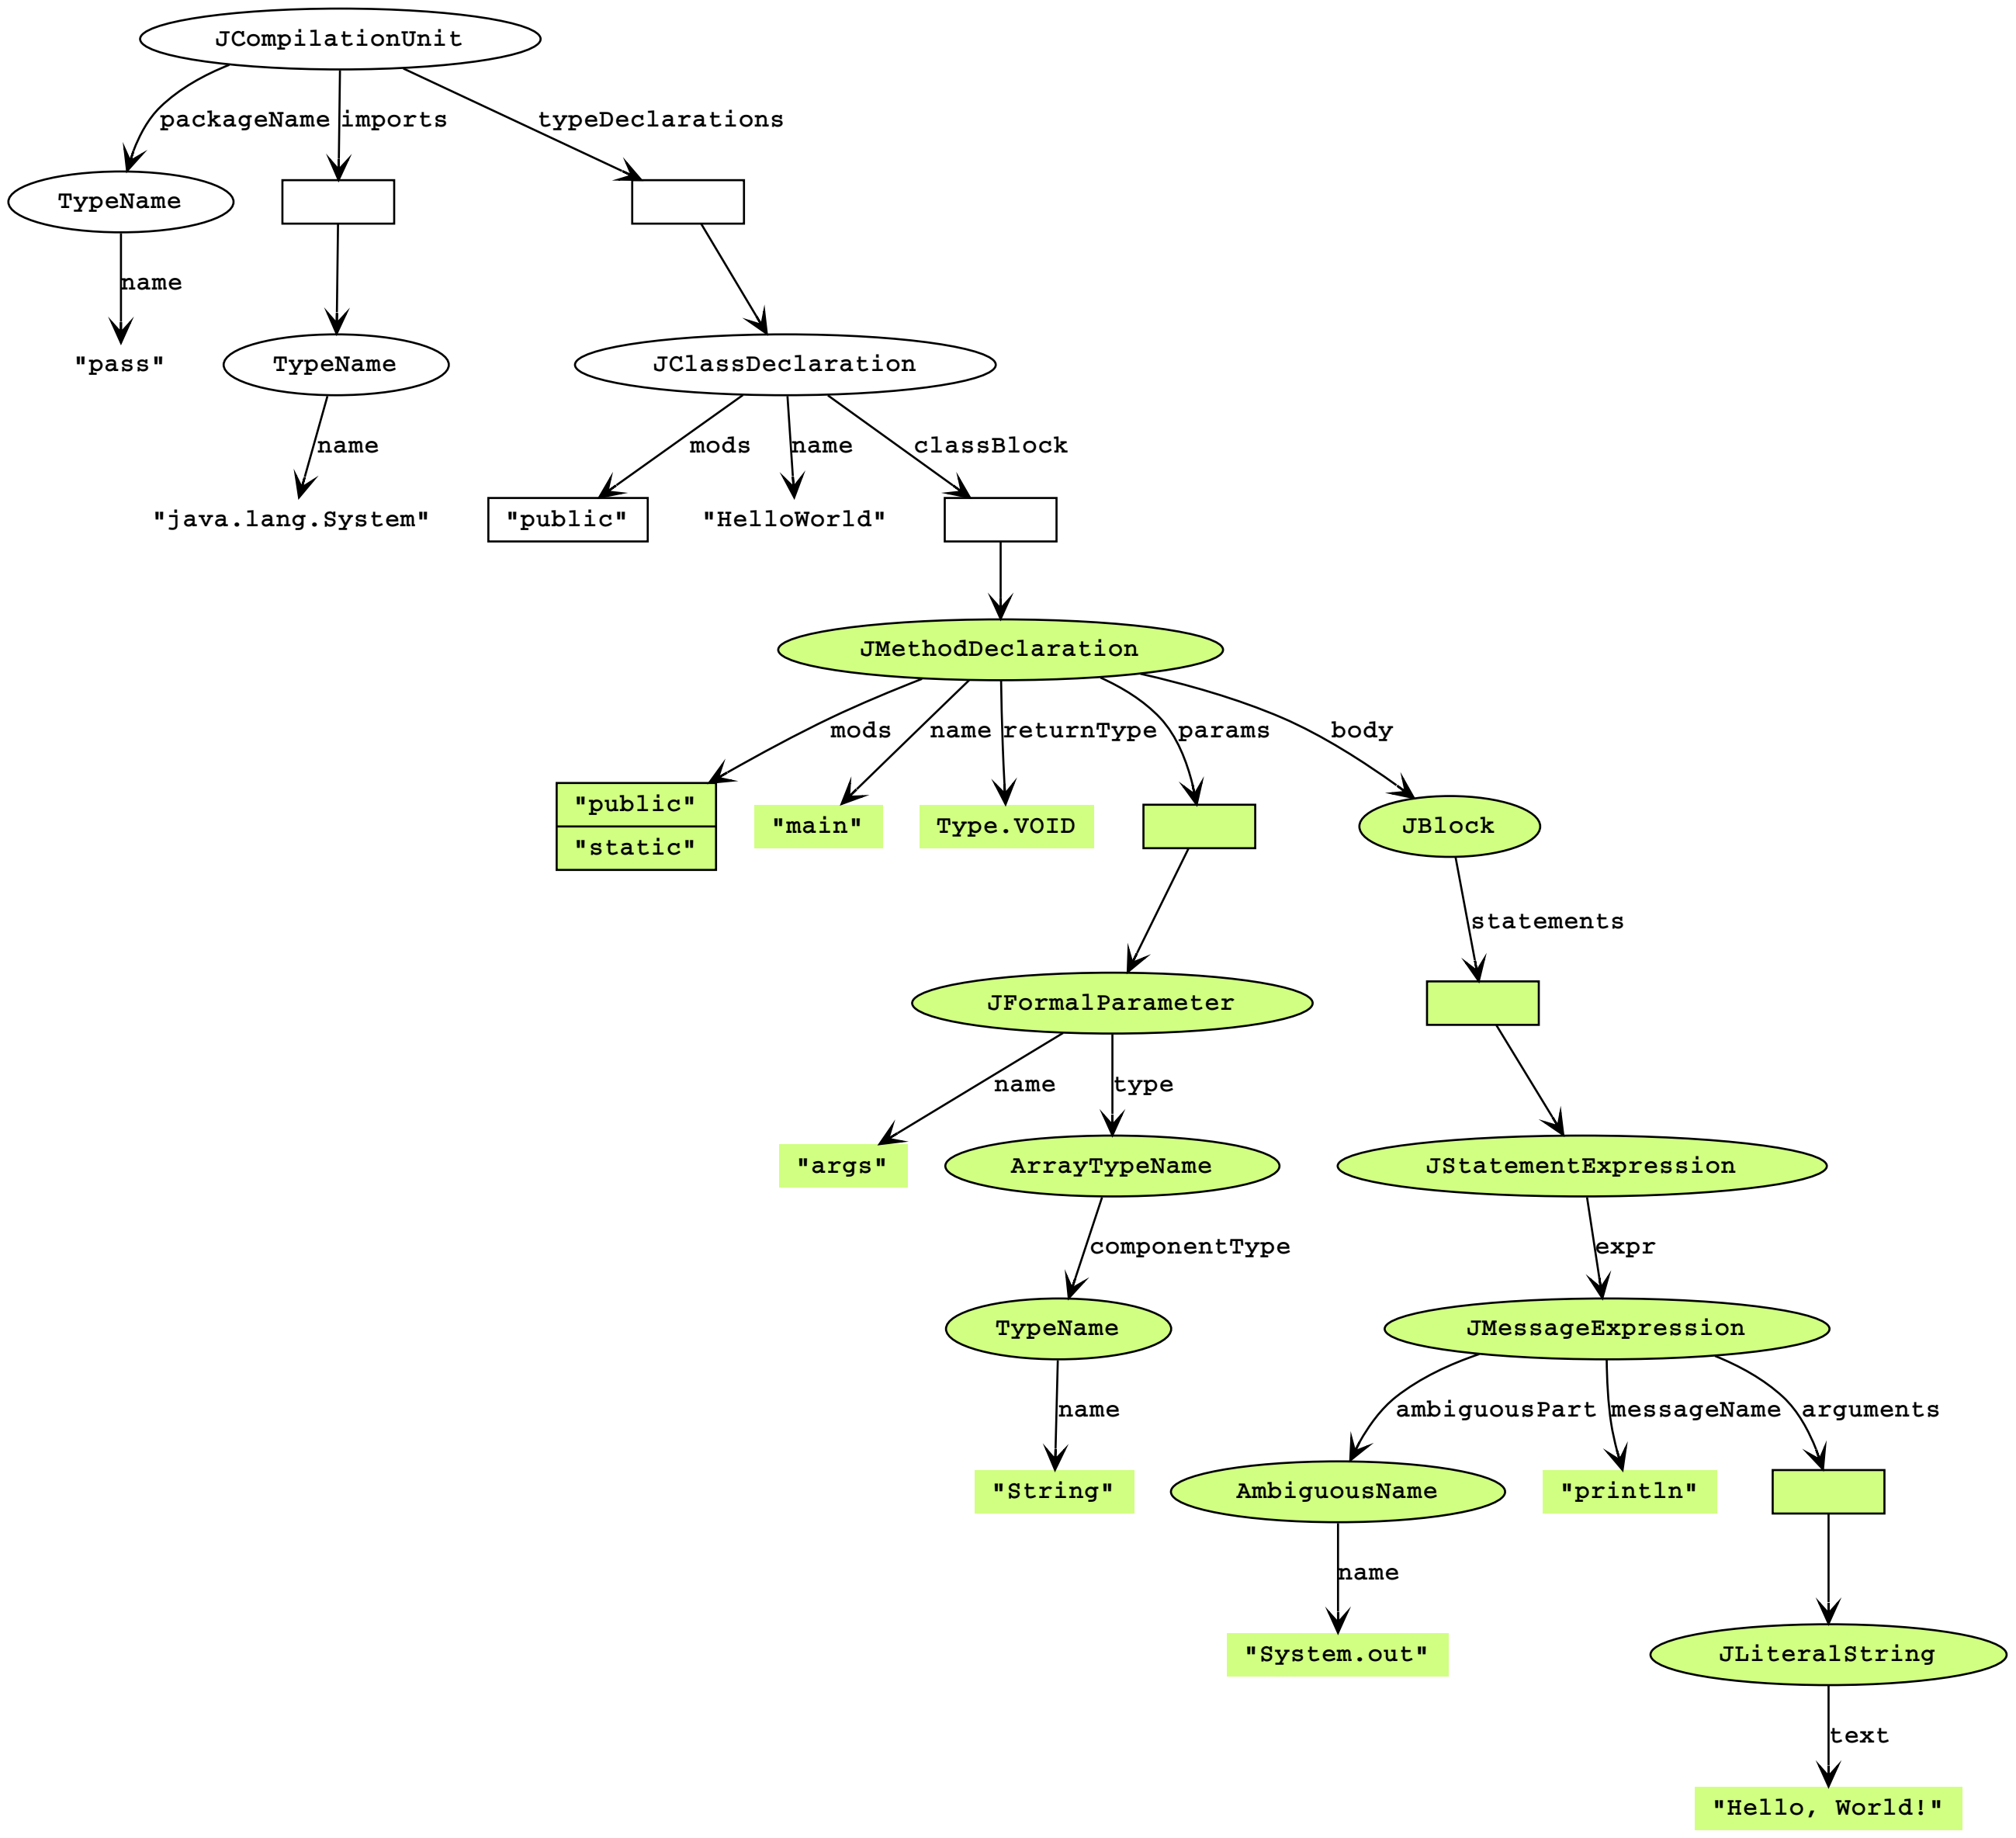 JCompilationUnit
packageName
imports
typeDeclarations
TypeName
name
"pass"
TypeName
JClassDeclaration
name
mods
name
classBlock
"java.lang.System"
"public"
"HelloWorld"
JMethodDeclaration
mods
name
returnType
params
body
"public"
"static"
"main"
Type.VOID
JBlock
statements
JFormalParameter
name
type
"args"
ArrayTypeName
JStatementExpression
componentType
expr
TypeName
JMessageExpression
name
ambiguousPart
messageName
arguments
"String"
AmbiguousName
"println"
name
"System.out"
JLiteralString
text
"Hello, World!"